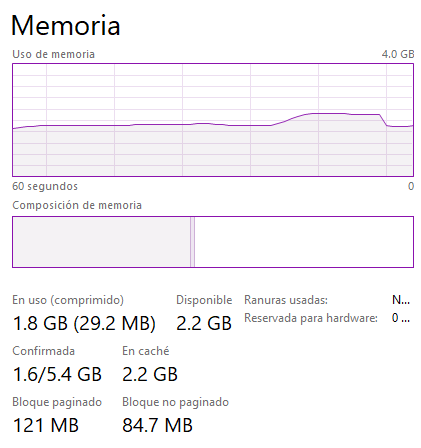 Memoria
Uso de memoria 4.0 GB
60 segundos 0
Composición de memoria
En uso (comprimido) Disponible Ranuras usadas: N...
1.8 GB (29.2 MB) 2.2 GB Reservada para hardware: 0 ...
Confirmada En caché
1.6/5.4 GB 2.2 GB
Bloque paginado Bloque no paginado
121 MB 84.7 MB